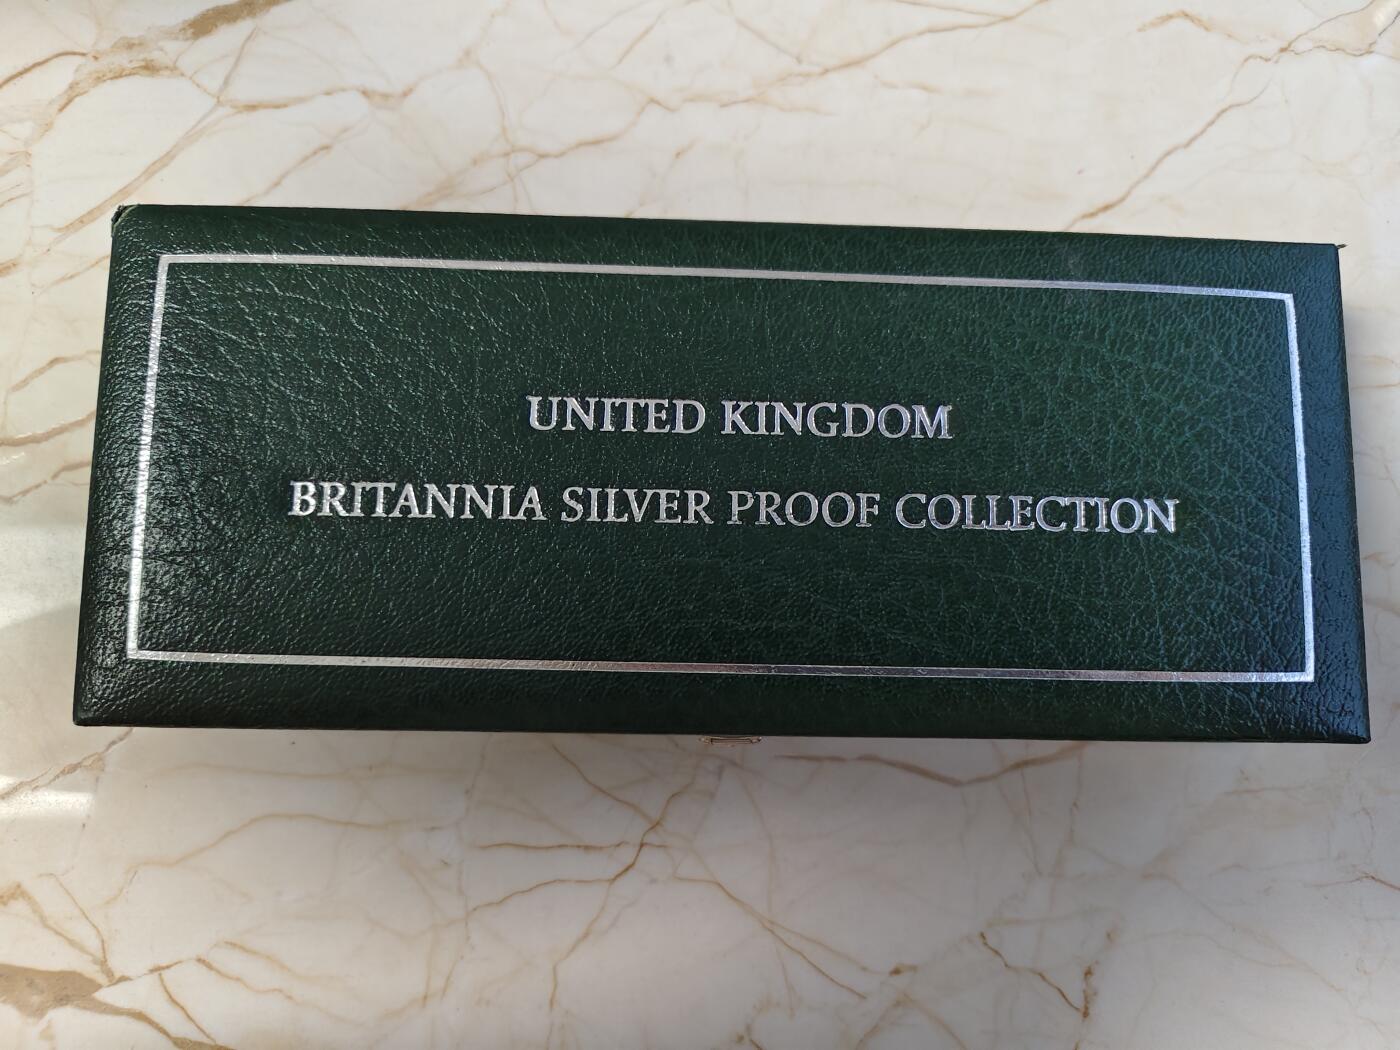 UNITED KINGDOM
BRITANNIA SILVER PROOF COLLECTION